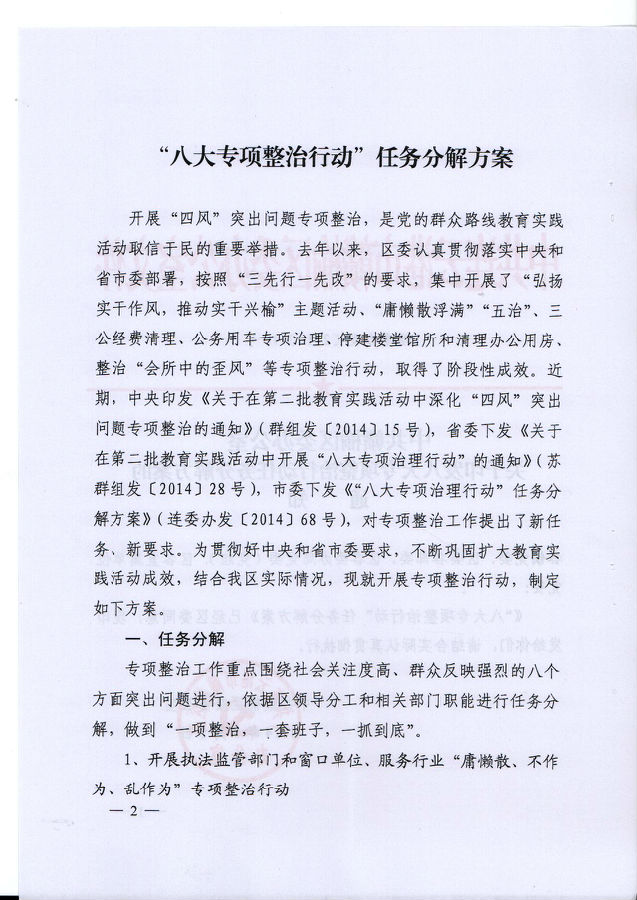 “八大专项整治行动”任务分解方案
开展“四风”突出问题专项整治，是党的群众路线教育实践
活动取信于民的重要举措。去年以来，区委认真贯彻落实中央和
省市委部署，按照“三先行一先改”的要求，集中开展了“弘扬
实干作风，推动实干兴榆”主题活动、“庸懒散浮满”“五治”、三
公经费清理、公务用车专项治理、停建楼堂馆所和清理办公用房、
整治“会所中的歪风”等专项整治行动，取得了阶段性成效。近
期，中央印发《关于在第二批教育实践活动中深化“四风”突出
问题专项整治的通知》（群组发〔2014〕15号），省委下发《关于
在第二批教育实践活动中开展“八大专项治理行动”的通知》（苏
群组发〔2014〕28号），市委下发《“八大专项治理行动”任务分
解方案》（连委办发〔2014〕68号），对专项整治工作提出了新任
务、新要求。为贯彻好中央和省市委要求，不断巩固扩大教育实
践活动成效，结合我区实际情况，现就开展专项整治行动，制定
如下方案。
一、任务分解
专项整治工作重点围绕社会关注度高、群众反映强烈的八个
方面突出问题进行，依据区领导分工和相关部门职能进行任务分
解，做到“一项整治，一套班子，一抓到底”。
1、开展执法监管部门和窗口单位、服务行业“庸懒散、不作
为、乱作为”专项整治行动
— 2 —